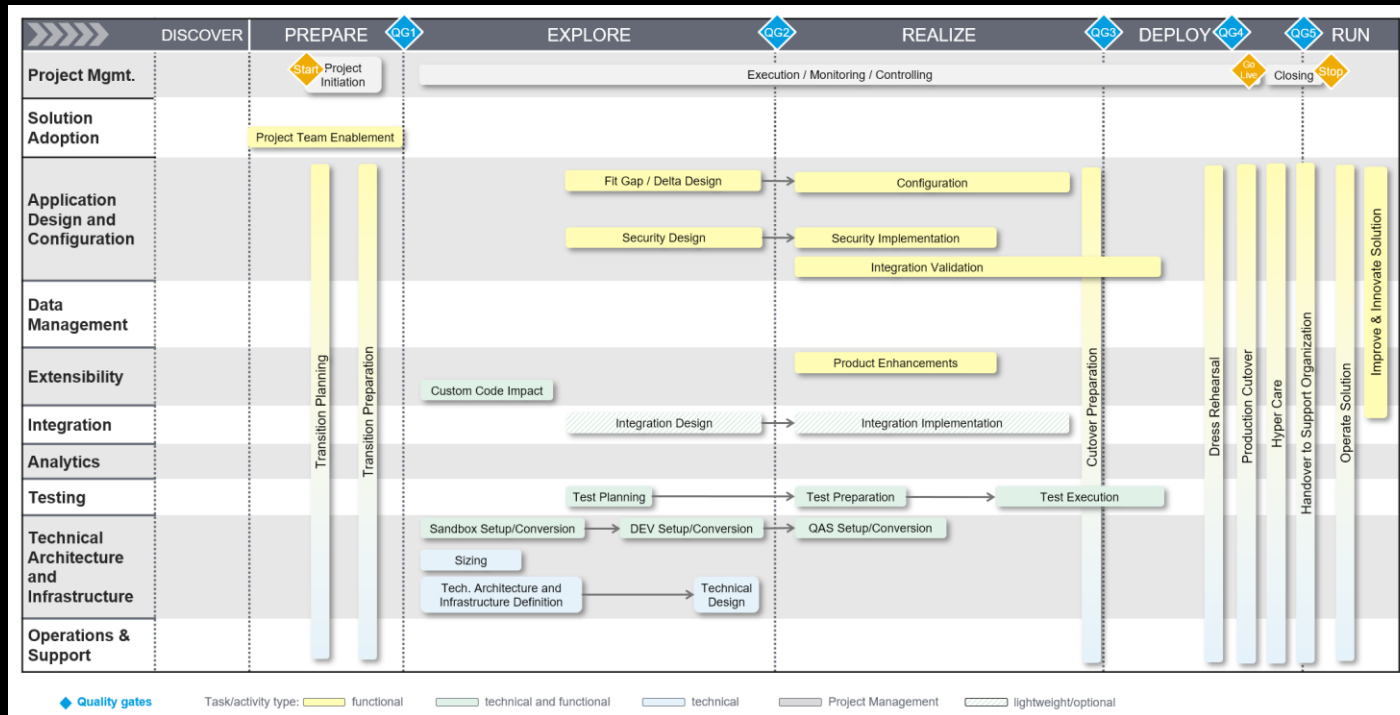 DISCOVER
PREPARE
QG1
EXPLORE
QG2
REALIZE
QG3
DEPLOY
QG4
QG5
RUN
Project Mgmt.
Start
Project
Initiation
Execution / Monitoring / Controlling
Go
Live
Closing
Stop
Solution
Adoption
Project Team Enablement
Application
Design and
Configuration
Fit Gap / Delta Design
Configuration
Security Design
Security Implementation
Integration Validation
Data
Management
Extensibility
Product Enhancements
Custom Code Impact
Integration
Integration Design
Integration Implementation
Analytics
Testing
Test Planning
Test Preparation
Test Execution
Technical
Architecture
and
Infrastructure
Sandbox Setup/Conversion
DEV Setup/Conversion
QAS Setup/Conversion
Sizing
Tech. Architecture and
Infrastructure Definition
Technical
Design
Operations &
Support
Transition Planning
Transition Preparation
Cutover Preparation
Dress Rehearsal
Production Cutover
Hyper Care
Handover to Support Organization
Operate Solution
Improve & Innovate Solution
Quality gates
Task/activity type:
functional
technical and functional
technical
Project Management
lightweight/optional